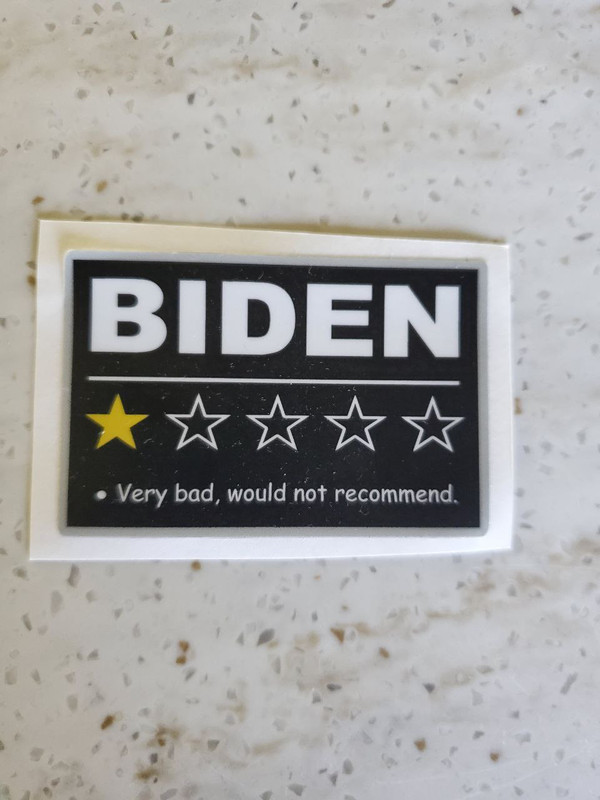 BIDEN
• Very bad, would not recommend.